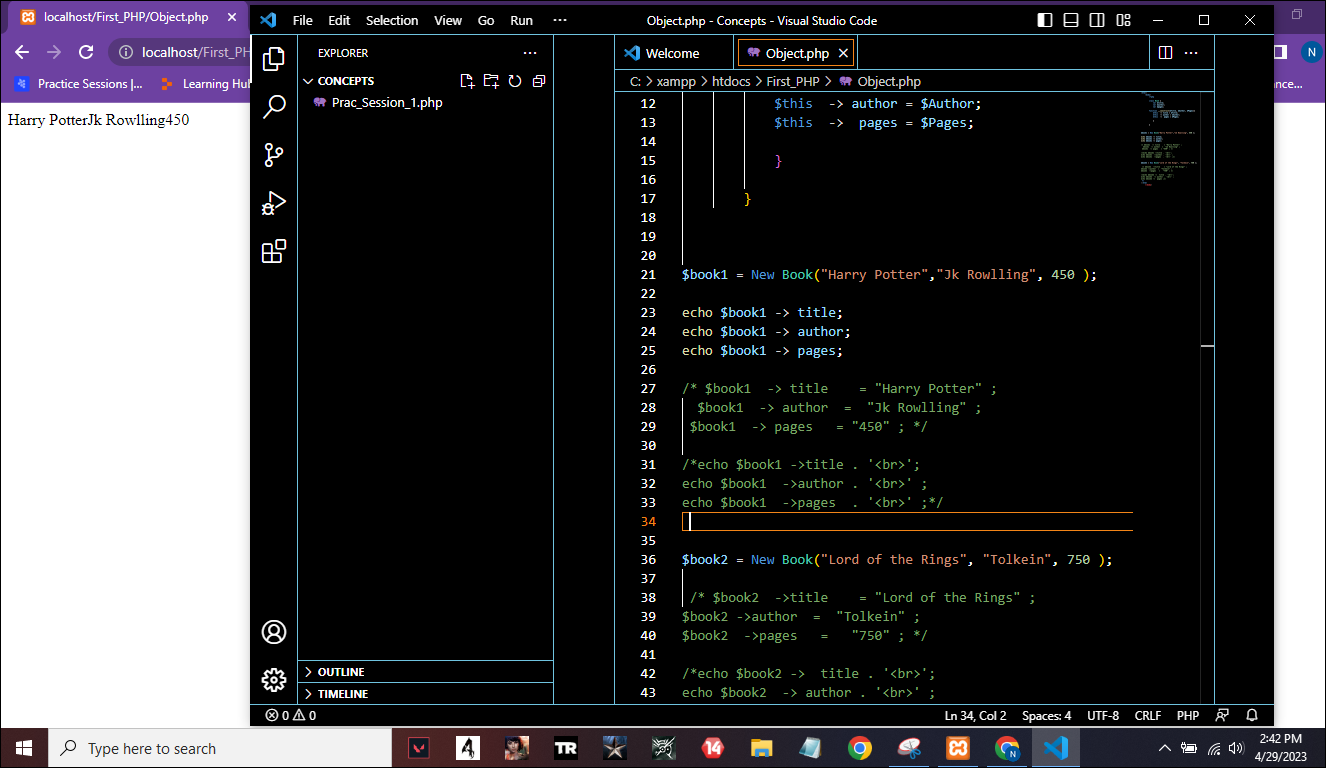 localhost/First_PHP/Object.php
localhost/First_PH
Practice Sessions |...
Learning Hu
Harry PotterJk Rowlling450
File Edit Selection View Go Run ···
Object.php - Concepts - Visual Studio Code
EXPLORER
CONCEPTS
Prac_Session_1.php
OUTLINE
TIMELINE
Welcome
Object.php
C: > xampp > htdocs > First_PHP > Object.php
12 $this -> author = $Author;
13 $this -> pages = $Pages;
14
15 }
16
17 }
18
19
20
21 $book1 = New Book("Harry Potter","Jk Rowlling", 450 );
22
23 echo $book1 -> title;
24 echo $book1 -> author;
25 echo $book1 -> pages;
26
27 /* $book1 -> title = "Harry Potter" ;
28 $book1 -> author = "Jk Rowlling" ;
29 $book1 -> pages = "450" ; */
30
31 /*echo $book1 ->title . '<br>';
32 echo $book1 ->author . '<br>' ;
33 echo $book1 ->pages . '<br>' ;*/
34
35
36 $book2 = New Book("Lord of the Rings", "Tolkein", 750 );
37
38 /* $book2 ->title = "Lord of the Rings" ;
39 $book2 ->author = "Tolkein" ;
40 $book2 ->pages = "750" ; */
41
42 /*echo $book2 -> title . '<br>';
43 echo $book2 -> author . '<br>' ;
N
nce...
0 0
Ln 34, Col 2 Spaces: 4 UTF-8 CRLF PHP
Type here to search
4
TR
14
N
2:42 PM
4/29/2023